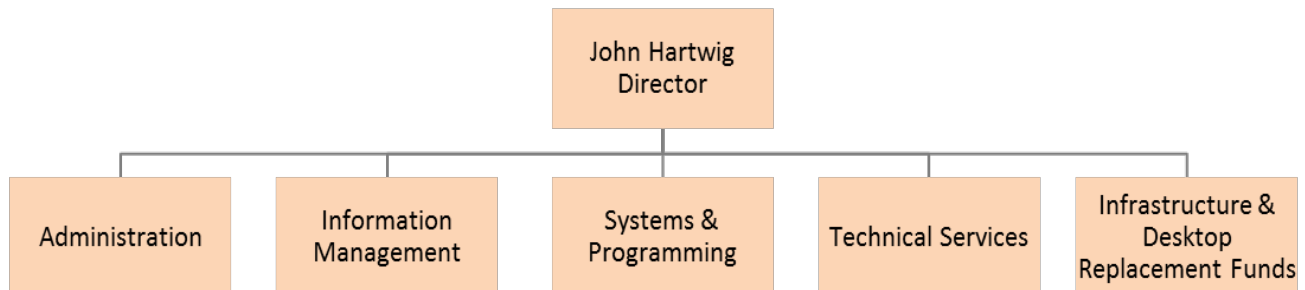 John Hartwig
Director
Administration
Information
Management
Systems &
Programming
Technical Services
Infrastructure &
Desktop
Replacement Funds